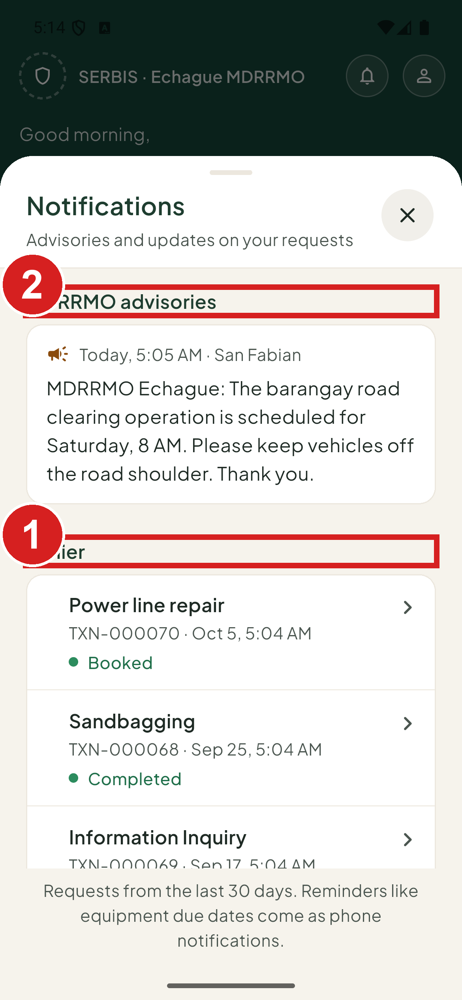 5:14
SERBIS · Echague MDRRMO
Good morning,
Notifications
Advisories and updates on your requests
2
RRMO advisories
Today, 5:05 AM · San Fabian
MDRRMO Echague: The barangay road
clearing operation is scheduled for
Saturday, 8 AM. Please keep vehicles off
the road shoulder. Thank you.
1
lier
Power line repair
TXN-000070 · Oct 5, 5:04 AM
Booked
Sandbagging
TXN-000068 · Sep 25, 5:04 AM
Completed
Information Inquiry
TXN-000069 · Sep 17, 5:04 AM
Requests from the last 30 days. Reminders like
equipment due dates come as phone
notifications.